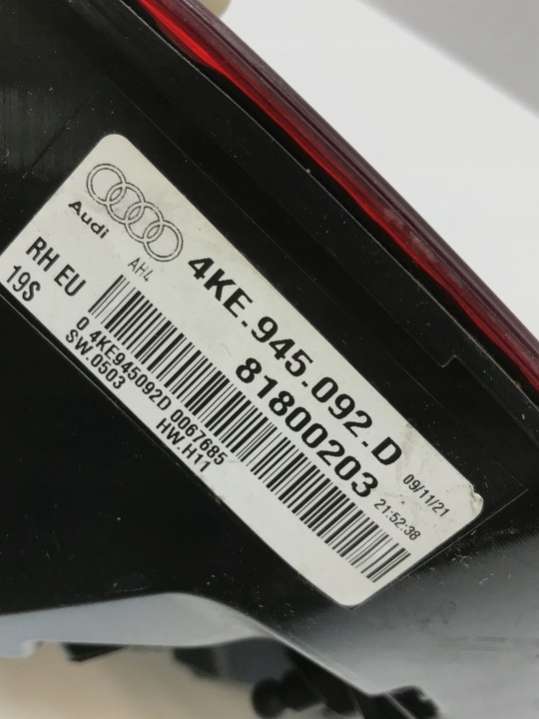 Audi
AHL
4KE.945.092.D
RH EU
81800203
19S
09/11/21
21:52:38
0 4KE945092D 0067685
SW.0503
HW.H11